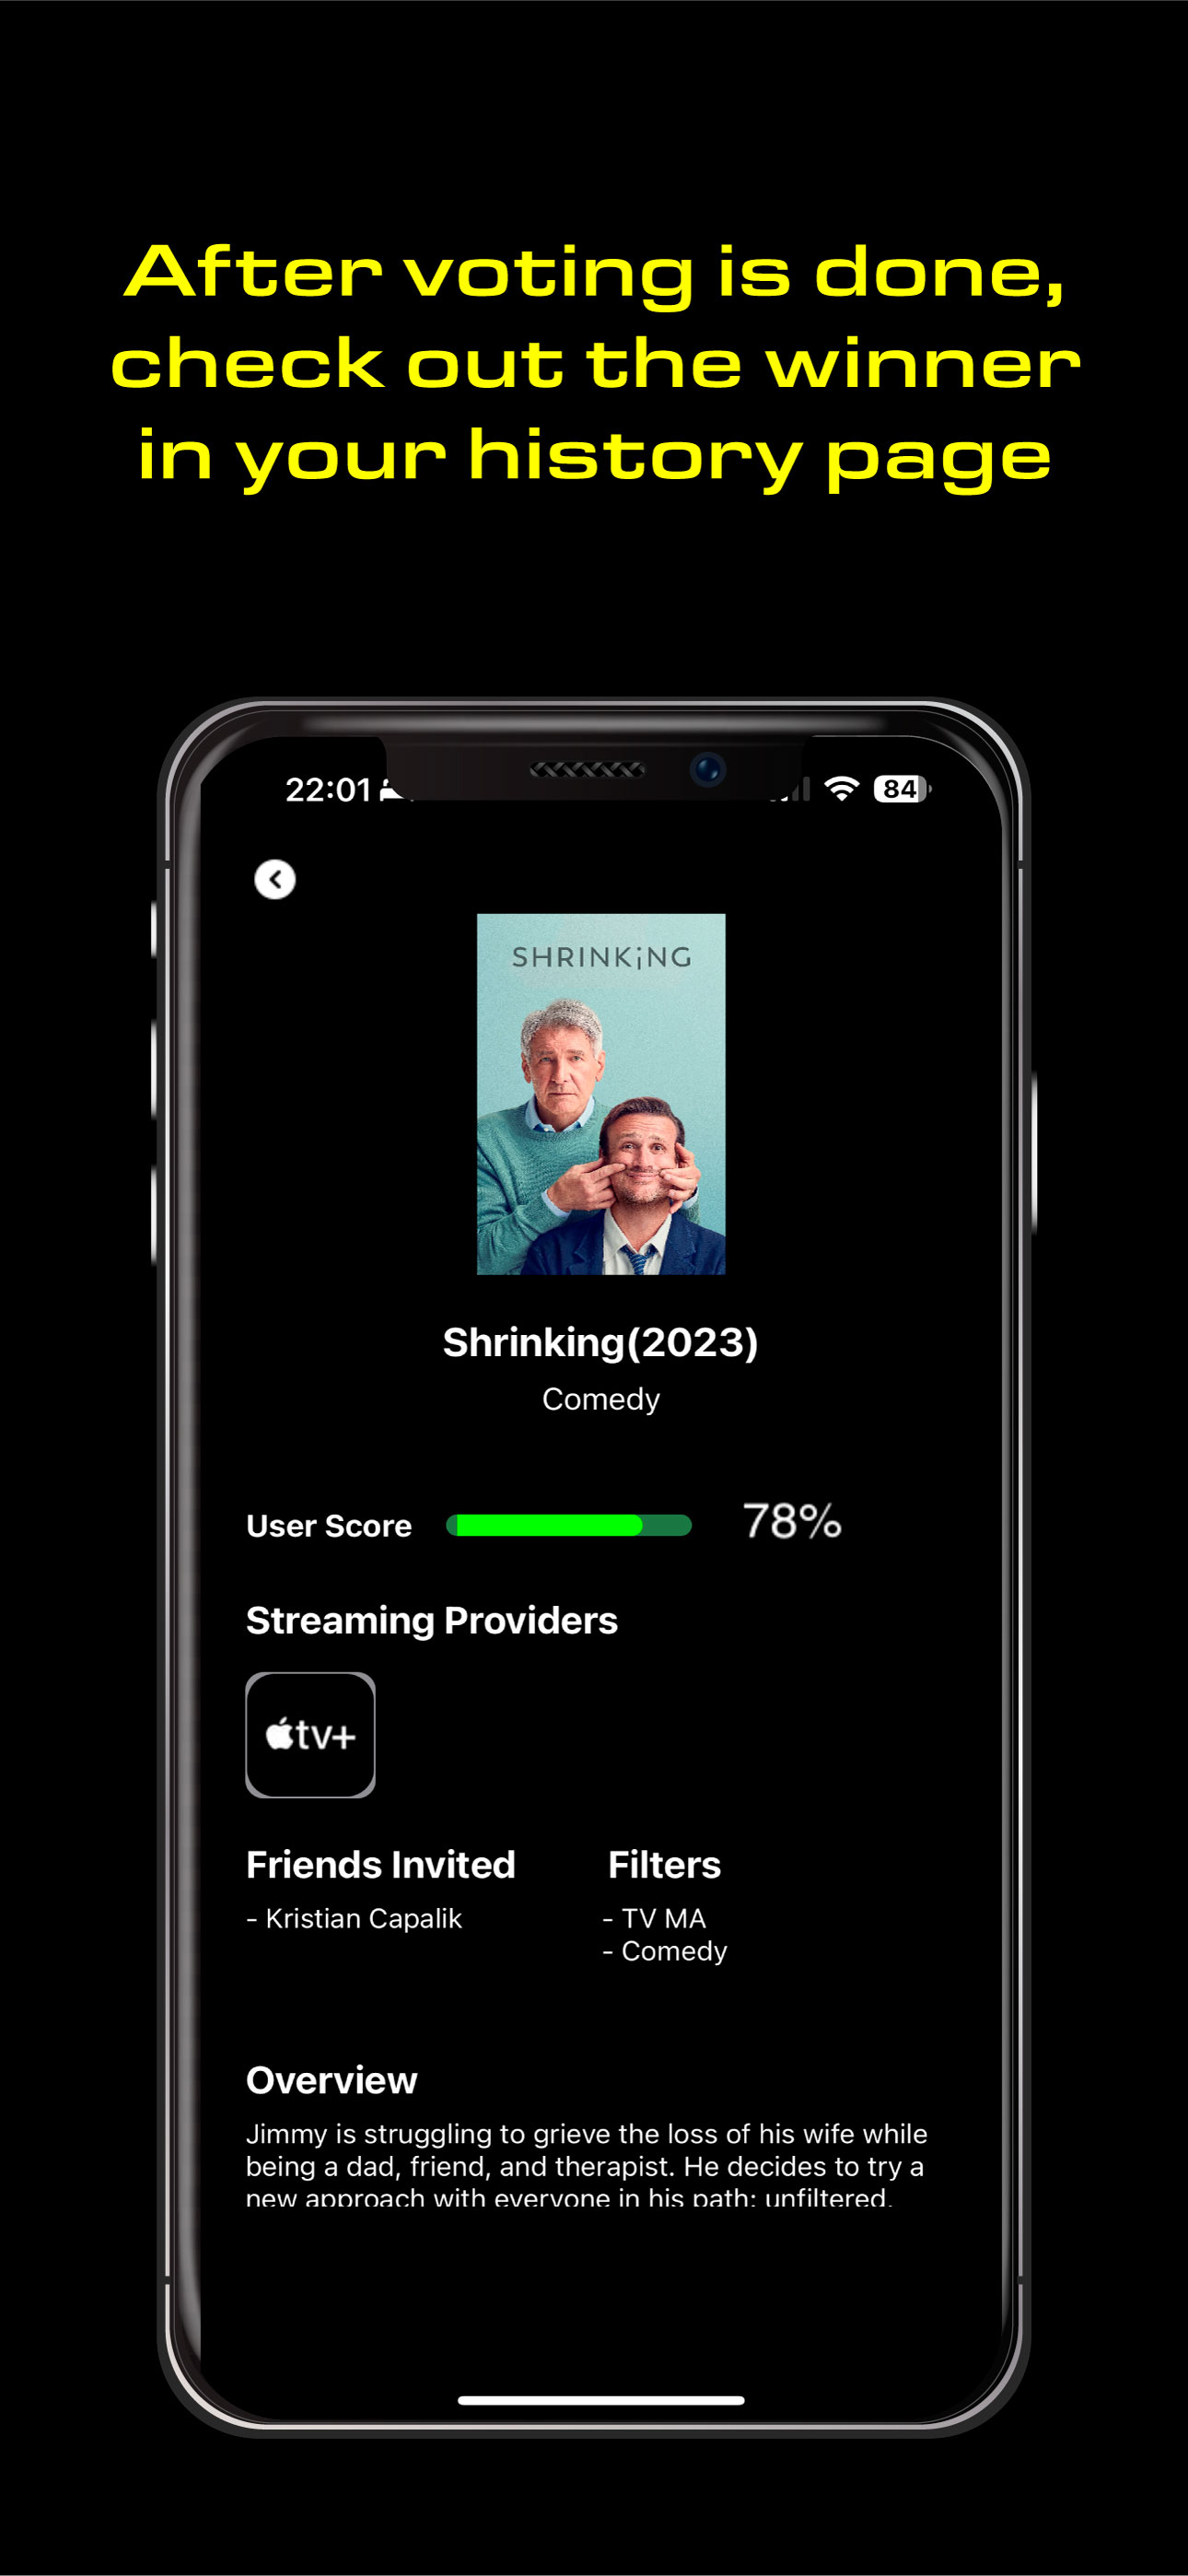 After voting is done,
check out the winner
in your history page
22:01
84
SHRINKiNG
Shrinking(2023)
Comedy
User Score 78%
Streaming Providers
tv+
Friends Invited
- Kristian Capalik
Filters
- TV MA
- Comedy
Overview
Jimmy is struggling to grieve the loss of his wife while
being a dad, friend, and therapist. He decides to try a
new approach with everyone in his path: unfiltered,